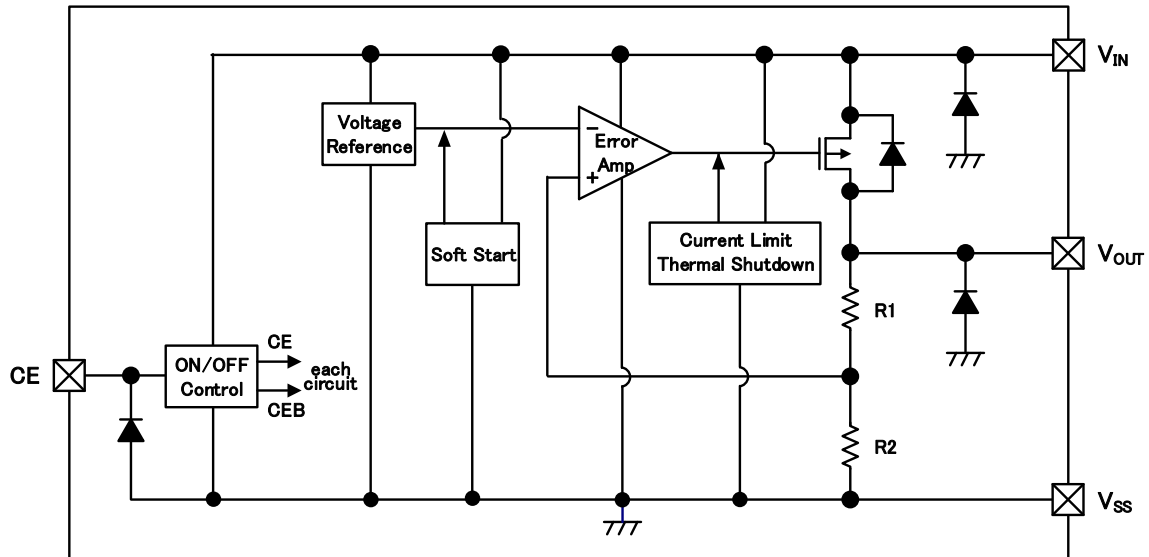 V_IN
Voltage
Reference
−
Error
Amp
+
Soft Start
Current Limit
Thermal Shutdown
V_OUT
R1
CE
ON/OFF
Control
CE
each
circuit
CEB
R2
V_SS